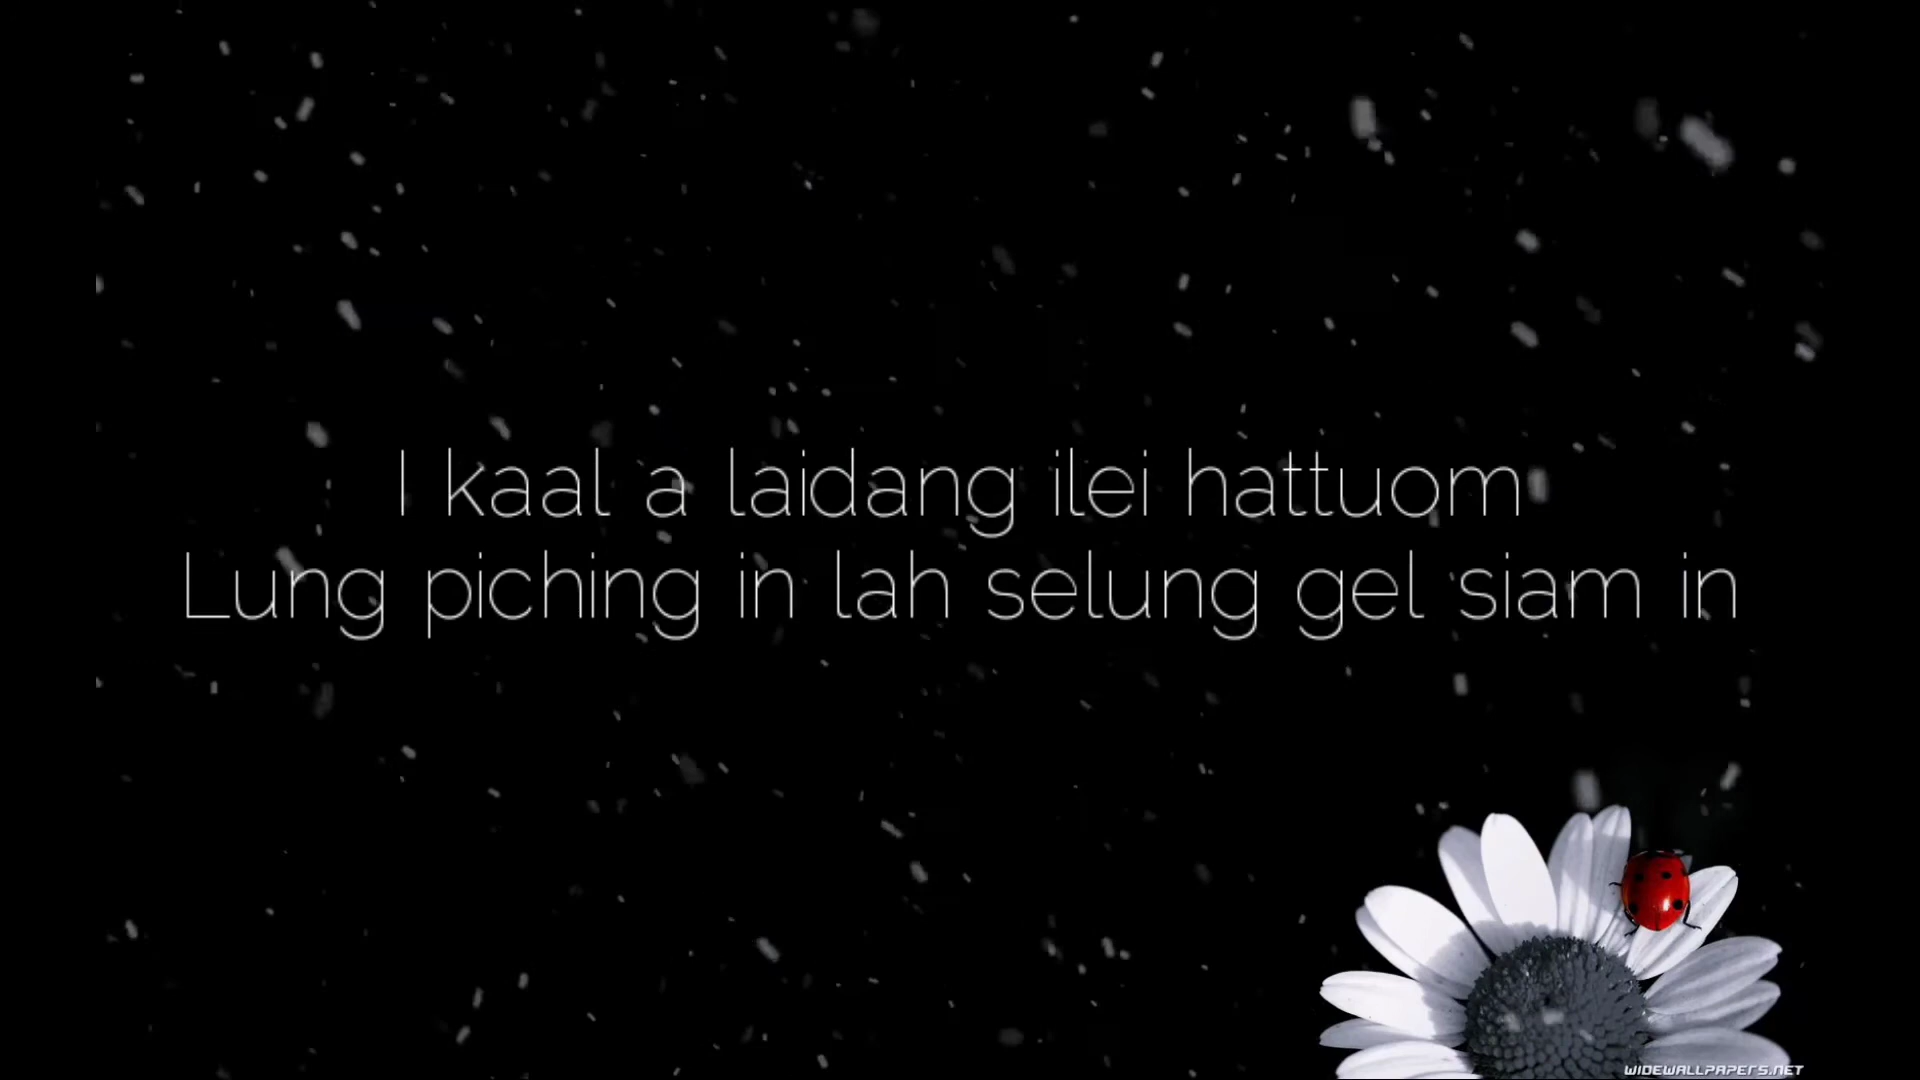 I kaal a laidang ilei hattuom
Lung piching in lah selung gel siam in
WIDEWALLPAPERS.NET